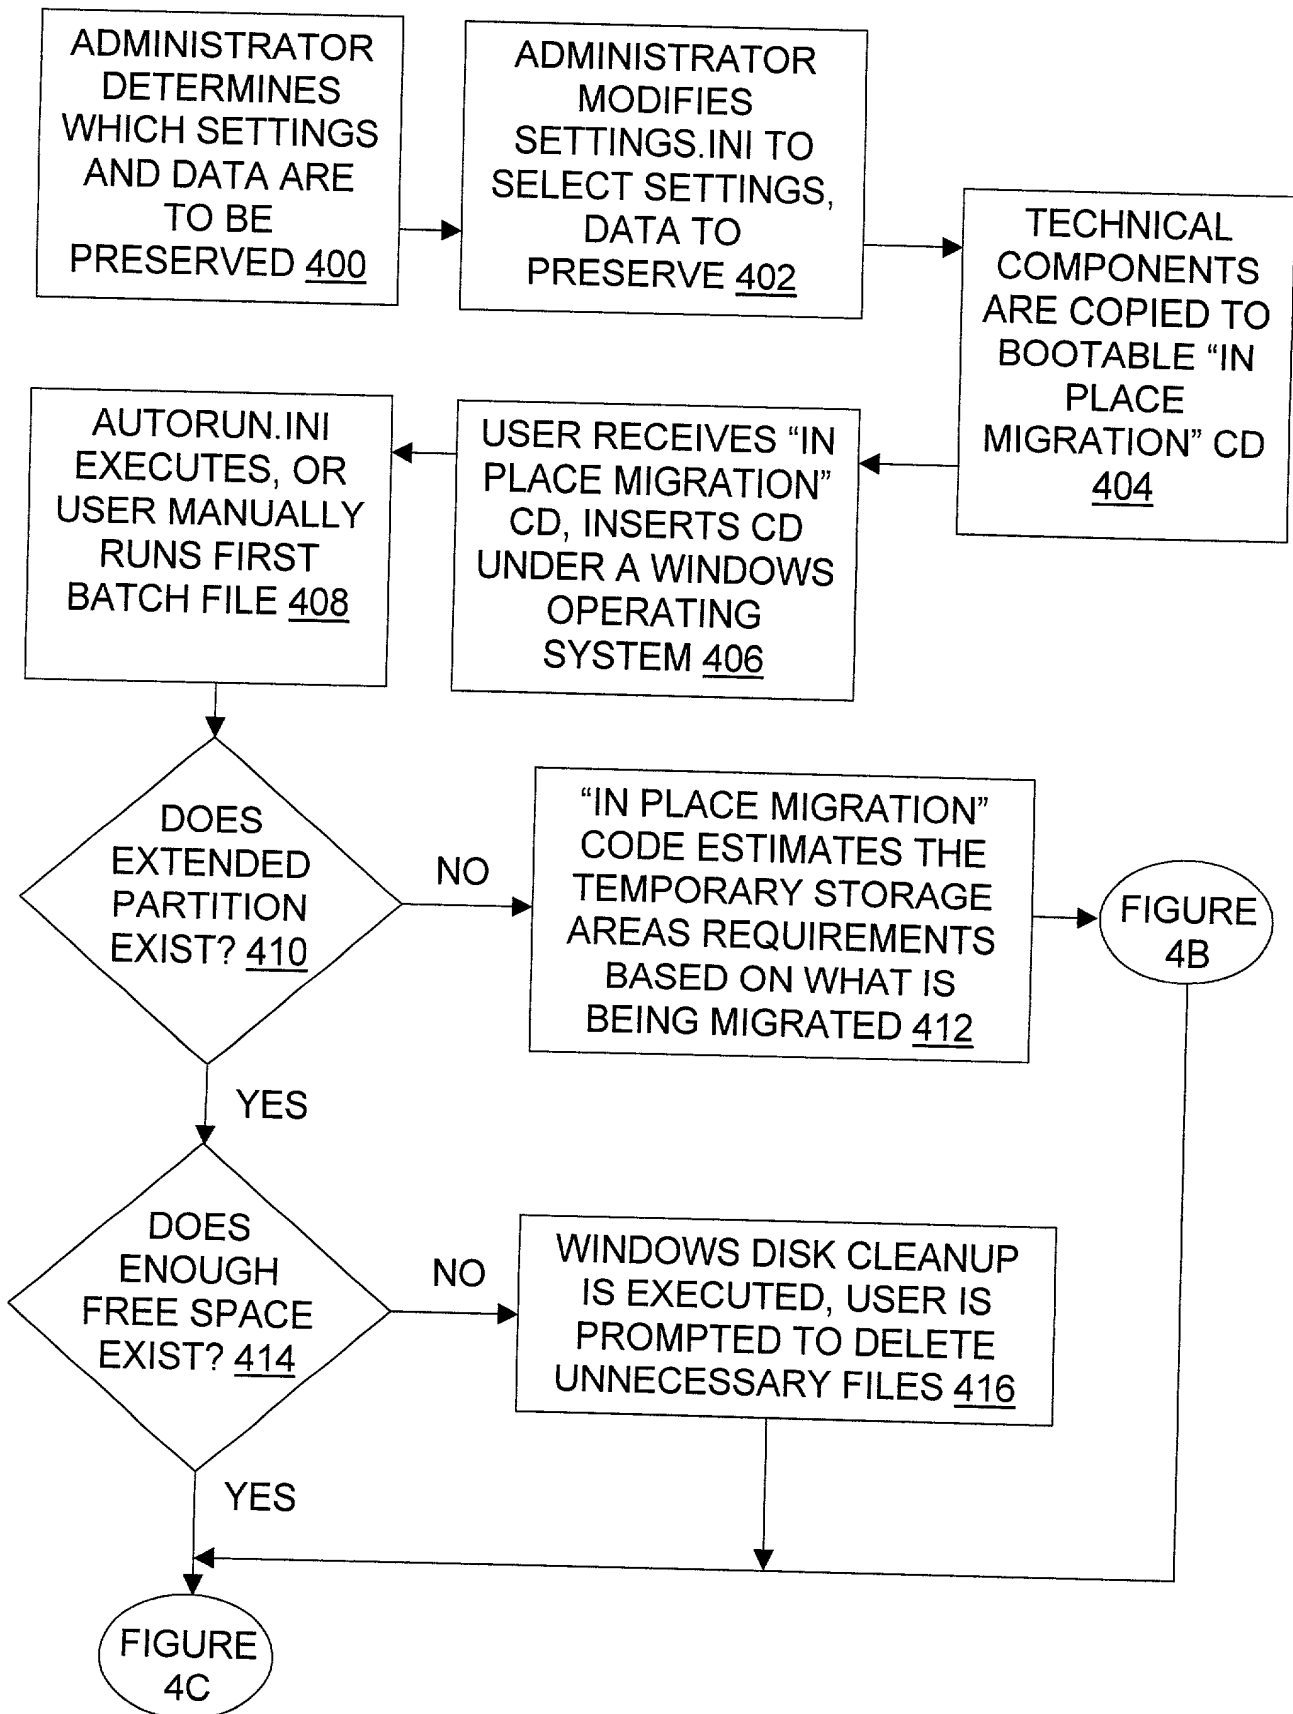 ADMINISTRATOR
DETERMINES
WHICH SETTINGS
AND DATA ARE
TO BE
PRESERVED 400
ADMINISTRATOR
MODIFIES
SETTINGS.INI TO
SELECT SETTINGS,
DATA TO
PRESERVE 402
TECHNICAL
COMPONENTS
ARE COPIED TO
BOOTABLE “IN
PLACE
MIGRATION” CD
404
USER RECEIVES “IN
PLACE MIGRATION”
CD, INSERTS CD
UNDER A WINDOWS
OPERATING
SYSTEM 406
AUTORUN.INI
EXECUTES, OR
USER MANUALLY
RUNS FIRST
BATCH FILE 408
DOES
EXTENDED
PARTITION
EXIST? 410
NO
“IN PLACE MIGRATION”
CODE ESTIMATES THE
TEMPORARY STORAGE
AREAS REQUIREMENTS
BASED ON WHAT IS
BEING MIGRATED 412
FIGURE
4B
YES
DOES
ENOUGH
FREE SPACE
EXIST? 414
NO
WINDOWS DISK CLEANUP
IS EXECUTED, USER IS
PROMPTED TO DELETE
UNNECESSARY FILES 416
YES
FIGURE
4C